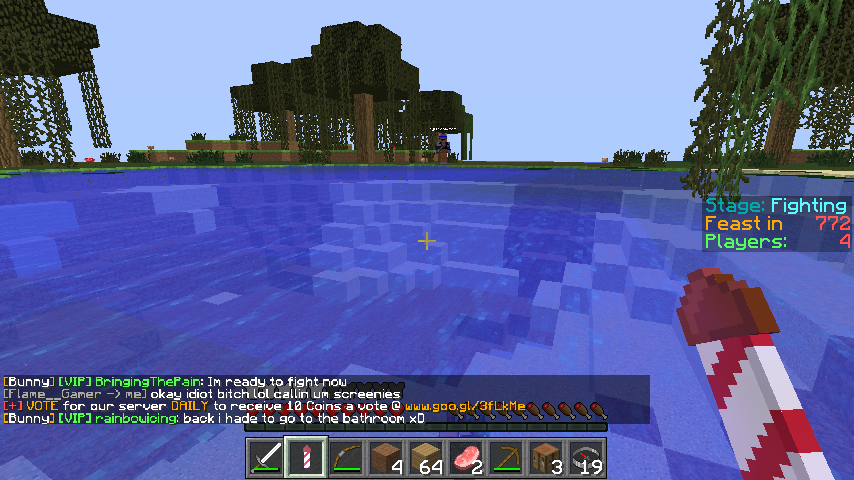 Stage: Fighting
Feast in 772
Players: 4
[Bunny] [VIP] BringingThePain: Im ready to fight now
[Flame__Gamer -> me] okay idiot bitch lol callin um screenies
[+] VOTE for our server DAILY to receive 10 Coins a vote @ www.goo.gl/3fLkMe
[Bunny] [VIP] rainbowicing: back i hade to go to the bathroom xD
4 64 2 3 19